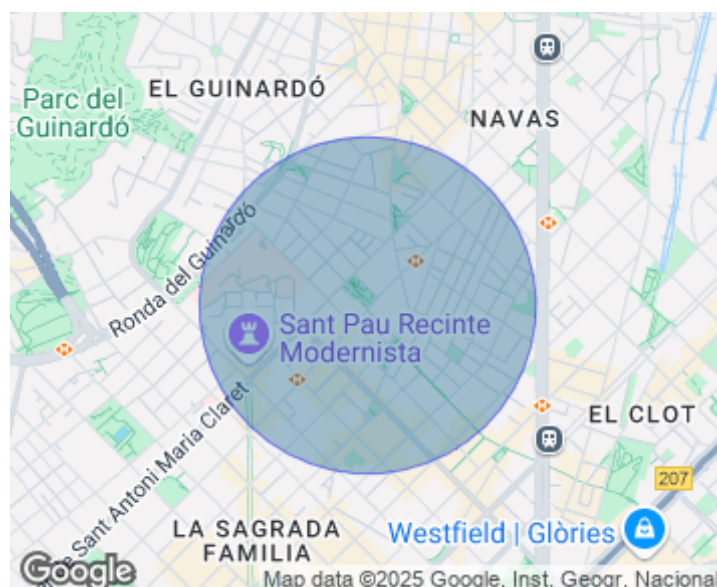 EL GUINARDÓ
Parc del
Guinardó
NAVAS
Ronda del Guinardó
Sant Pau Recinte
Modernista
EL CLOT
207
Sant Antoni Maria Claret
LA SAGRADA
FAMILIA
Westfield | Glòries
Google
Map data ©2025 Google, Inst. Geogr. Nacional